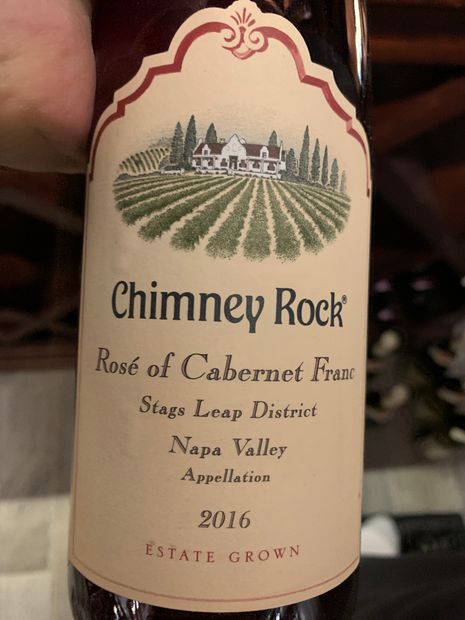 Chimney Rock®
Rosé of Cabernet Franc
Stags Leap District
Napa Valley
Appellation
2016
ESTATE GROWN